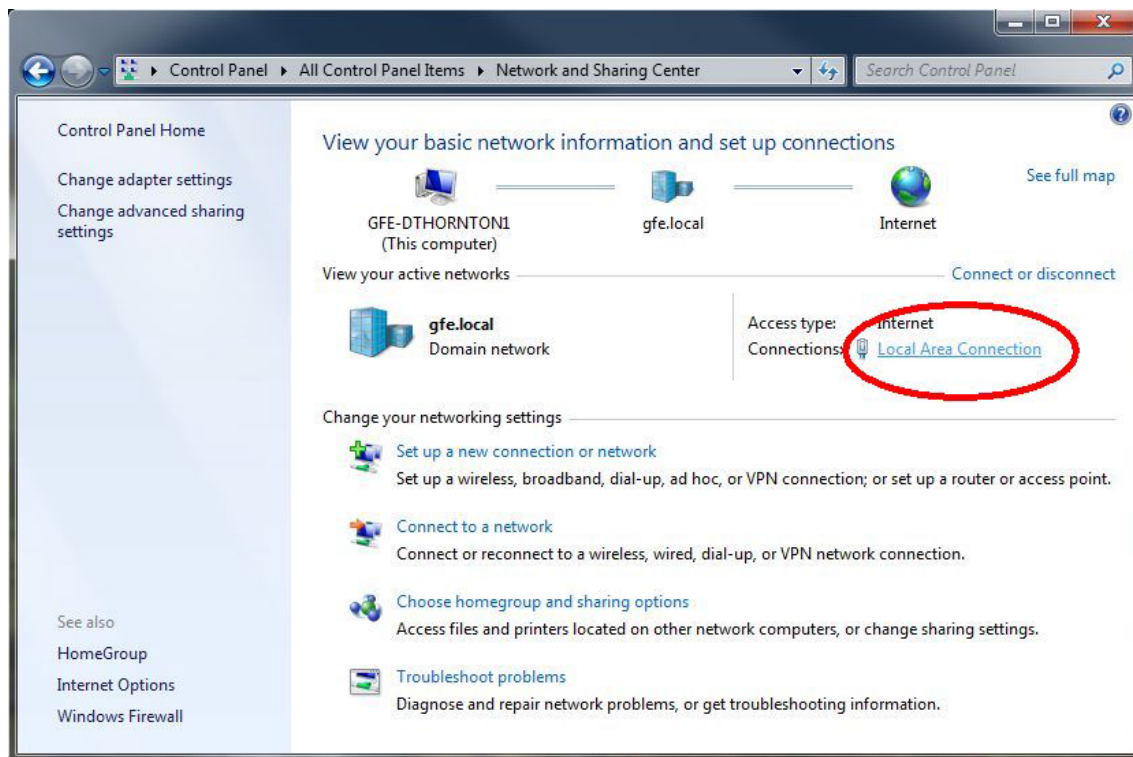 Control Panel ▸ All Control Panel Items ▸ Network and Sharing Center
Search Control Panel
Control Panel Home
Change adapter settings
Change advanced sharing
settings
See also
HomeGroup
Internet Options
Windows Firewall
View your basic network information and set up connections
See full map
GFE-DTHORNTON1
(This computer)
gfe.local
Internet
View your active networks
Connect or disconnect
gfe.local
Domain network
Access type: Internet
Connections: Local Area Connection
Change your networking settings
Set up a new connection or network
Set up a wireless, broadband, dial-up, ad hoc, or VPN connection; or set up a router or access point.
Connect to a network
Connect or reconnect to a wireless, wired, dial-up, or VPN network connection.
Choose homegroup and sharing options
Access files and printers located on other network computers, or change sharing settings.
Troubleshoot problems
Diagnose and repair network problems, or get troubleshooting information.